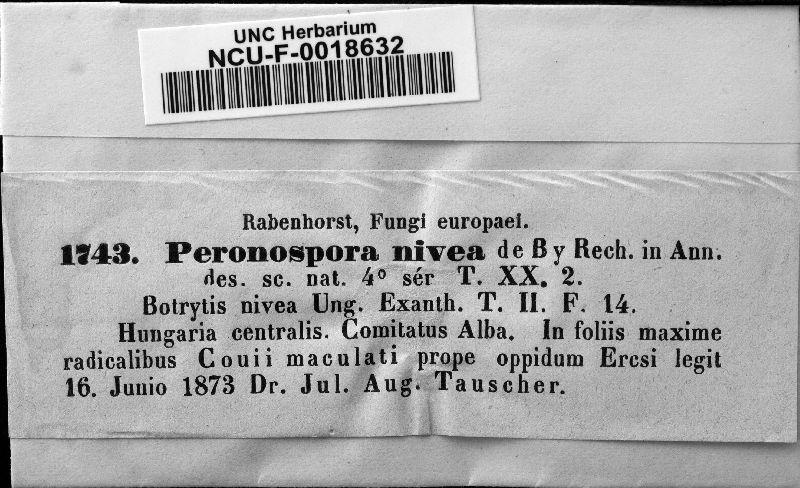 UNC Herbarium
NCU-F-0018632
Rabenhorst, Fungi europaei.
1743. Peronospora nivea de By Rech. in Ann.
des. sc. nat. 4º sér T. XX. 2.
Botrytis nivea Ung. Exanth. T. II. F. 14.
Hungaria centralis. Comitatus Alba. In foliis maxime
radicalibus Couii maculati prope oppidum Ercsi legit
16. Junio 1873 Dr. Jul. Aug. Tauscher.